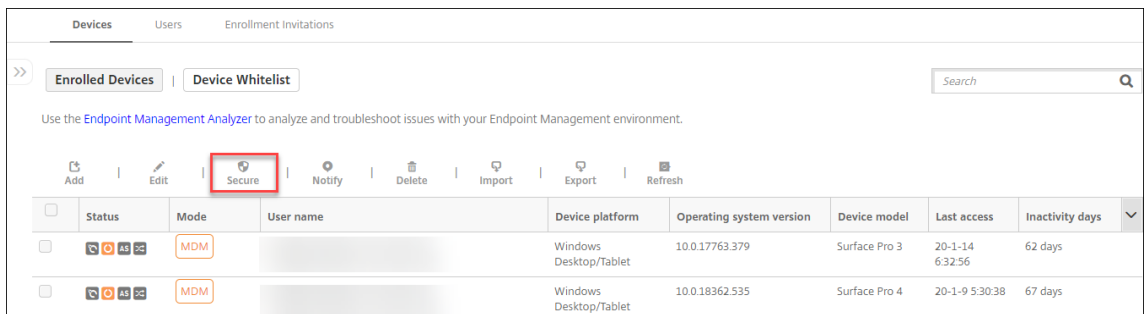 Devices Users Enrollment Invitations
Enrolled Devices | Device Whitelist Search
Use the Endpoint Management Analyzer to analyze and troubleshoot issues with your Endpoint Management environment.
Add | Edit | Secure | Notify | Delete | Import | Export | Refresh
Status Mode User name Device platform Operating system version Device model Last access Inactivity days
AS MDM Windows Desktop/Tablet 10.0.17763.379 Surface Pro 3 20-1-14 6:32:56 62 days
AS MDM Windows Desktop/Tablet 10.0.18362.535 Surface Pro 4 20-1-9 5:30:38 67 days